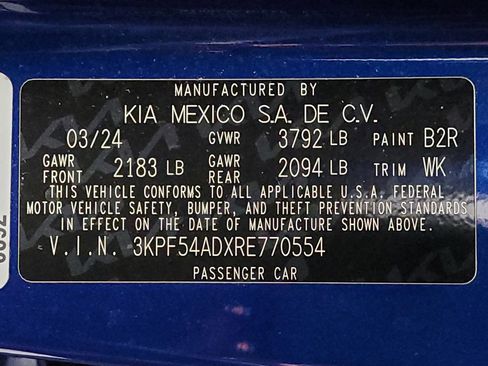 MANUFACTURED BY
KIA MEXICO S.A. DE C.V.
03/24 GVWR 3792 LB PAINT B2R
GAWR FRONT 2183 LB GAWR REAR 2094 LB TRIM WK
THIS VEHICLE CONFORMS TO ALL APPLICABLE U.S.A. FEDERAL
MOTOR VEHICLE SAFETY, BUMPER, AND THEFT PREVENTION STANDARDS
IN EFFECT ON THE DATE OF MANUFACTURE SHOWN ABOVE.
V.I.N. 3KPF54ADXRE770554
PASSENGER CAR